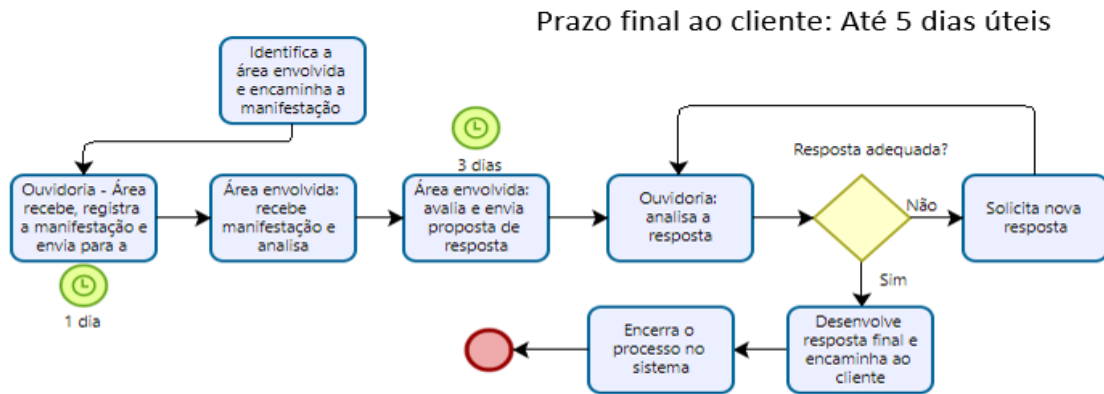 Prazo final ao cliente: Até 5 dias úteis
Identifica a
área envolvida
e encaminha a
manifestação
3 dias
Resposta adequada?
Ouvidoria - Área
recebe, registra
a manifestação e
envia para a
Área envolvida:
recebe
manifestação e
analisa
Área envolvida:
avalia e envia
proposta de
resposta
Ouvidoria:
analisa a
resposta
Não
Solicita nova
resposta
1 dia
Sim
Encerra o
processo no
sistema
Desenvolve
resposta final e
encaminha ao
cliente